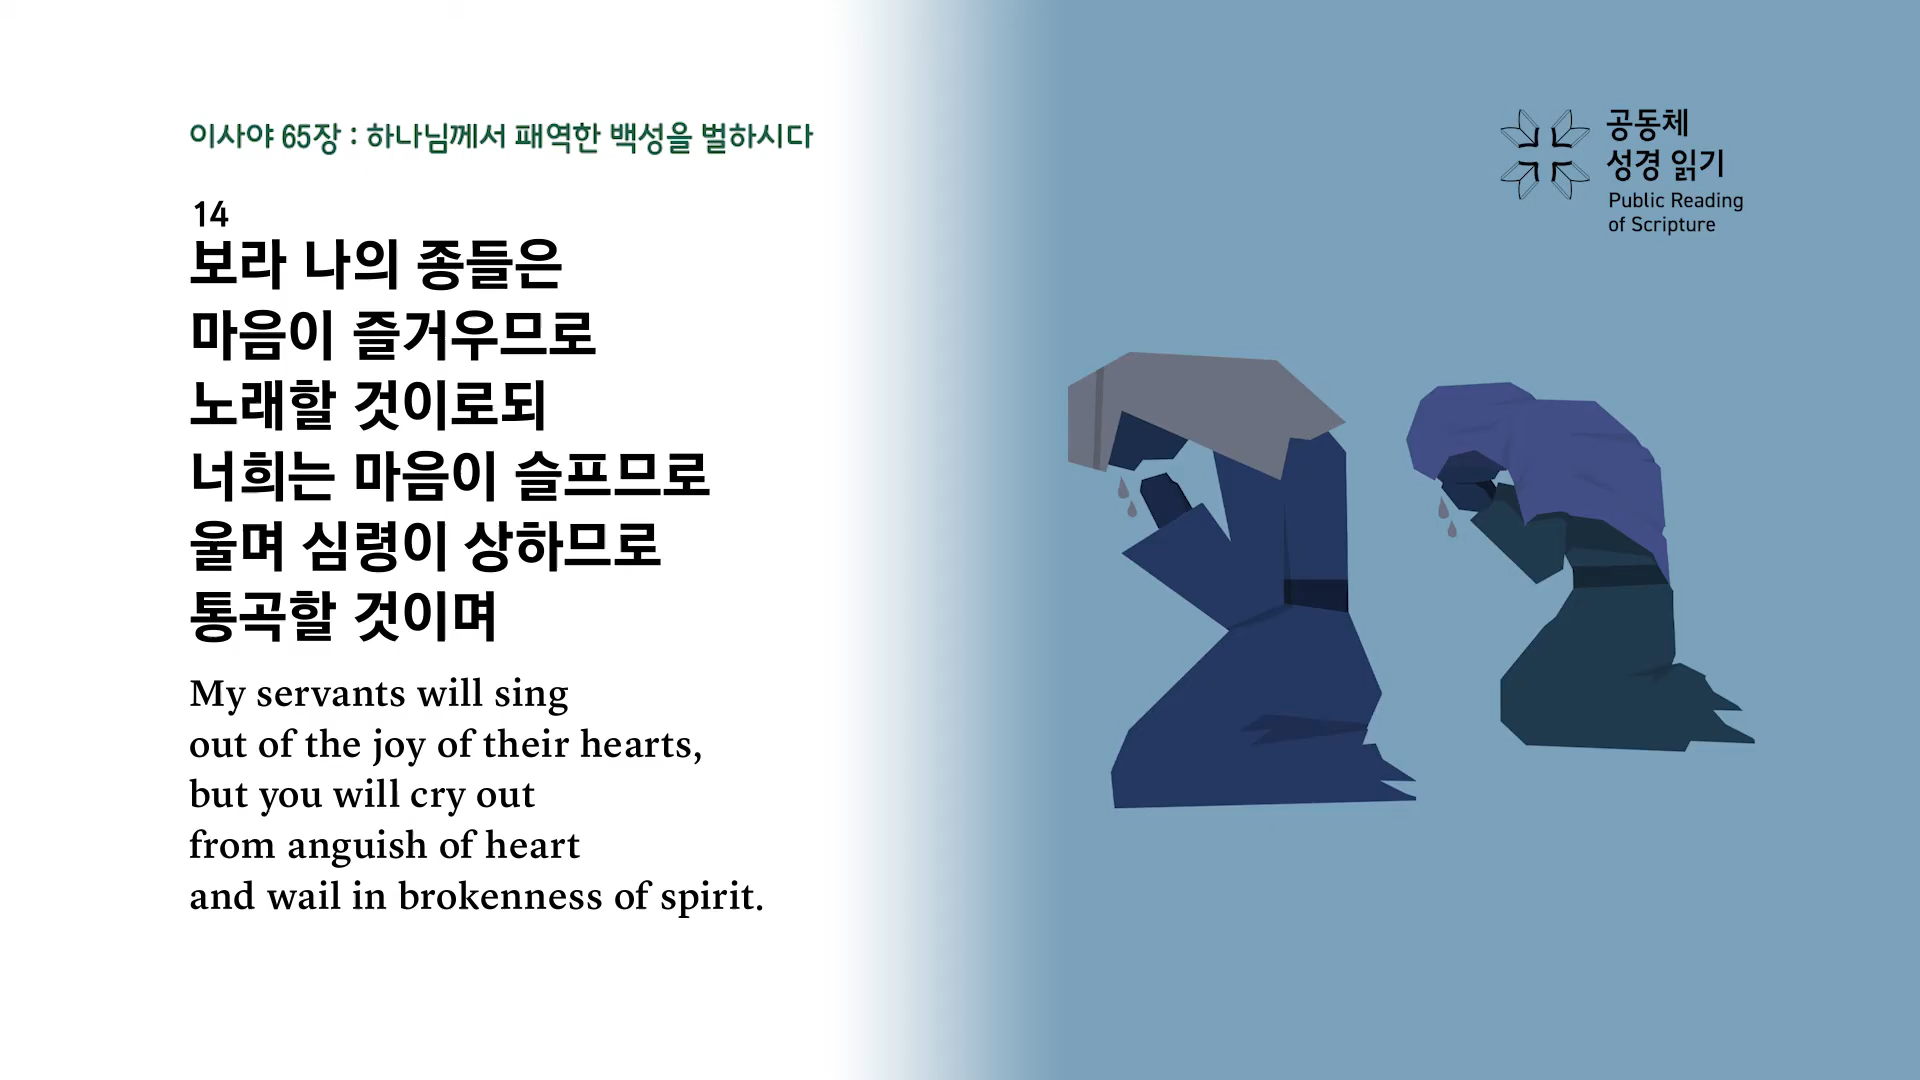 이사야 65장 : 하나님께서 패역한 백성을 벌하시다
14
보라 나의 종들은
마음이 즐거우므로
노래할 것이로되
너희는 마음이 슬프므로
울며 심령이 상하므로
통곡할 것이며
My servants will sing
out of the joy of their hearts,
but you will cry out
from anguish of heart
and wail in brokenness of spirit.
공동체
성경 읽기
Public Reading
of Scripture